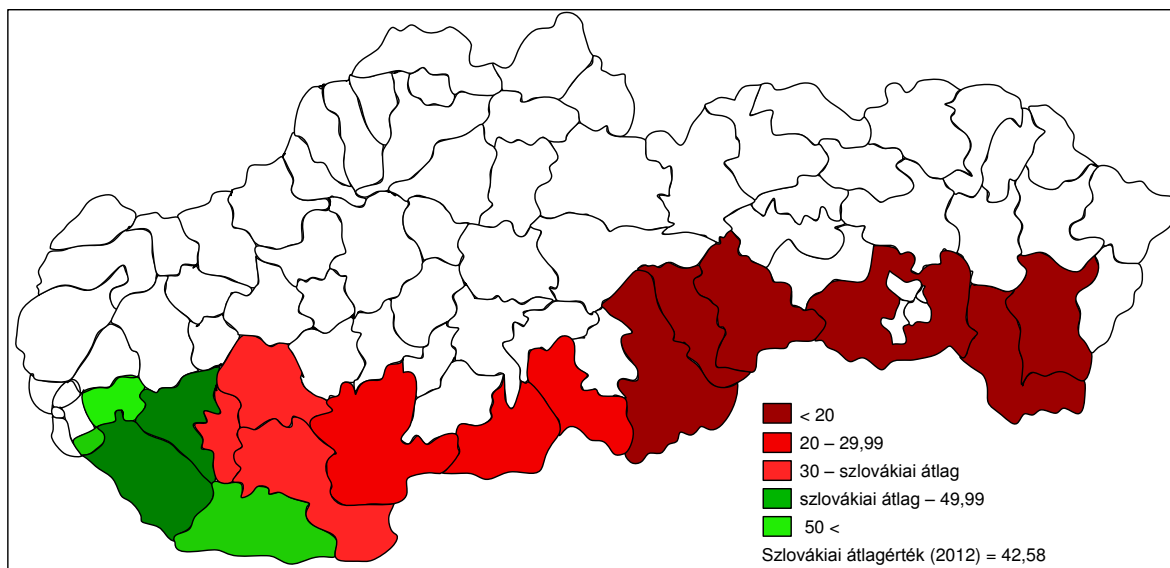 < 20
20 – 29,99
30 – szlovákiai átlag
szlovákiai átlag – 49,99
50 <
Szlovákiai átlagérték (2012) = 42,58